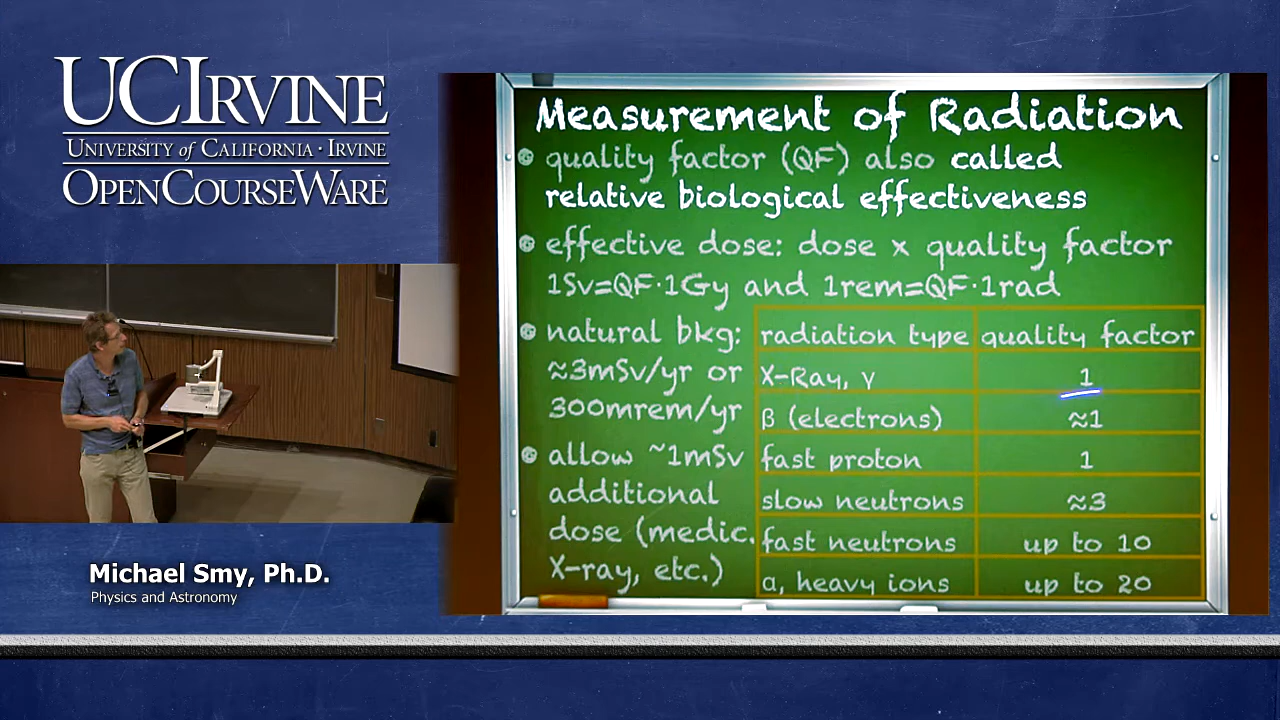 UCIRVINE
UNIVERSITY of CALIFORNIA · IRVINE
OPENCOURSEWARE
Michael Smy, Ph.D.
Physics and Astronomy
Measurement of Radiation
quality factor (QF) also called
relative biological effectiveness
effective dose: dose x quality factor
1Sv=QF·1Gy and 1rem=QF·1rad
natural bkg:
≈3mSv/yr or
300mrem/yr
allow ~1mSv
additional
dose (medic.
X-ray, etc.)
radiation type quality factor
X-Ray, γ 1
β (electrons) ≈1
fast proton 1
slow neutrons ≈3
fast neutrons up to 10
α, heavy ions up to 20